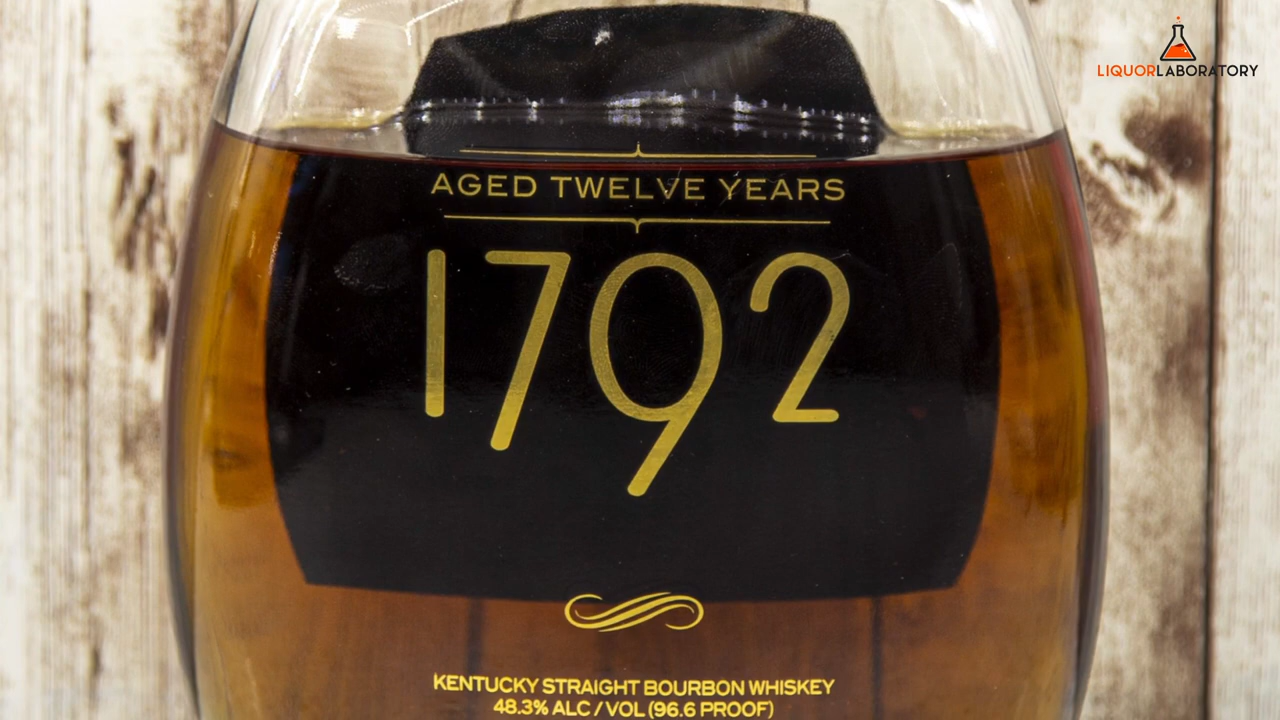 LIQUORLABORATORY
AGED TWELVE YEARS
1792
KENTUCKY STRAIGHT BOURBON WHISKEY
48.3% ALC / VOL (96.6 PROOF)